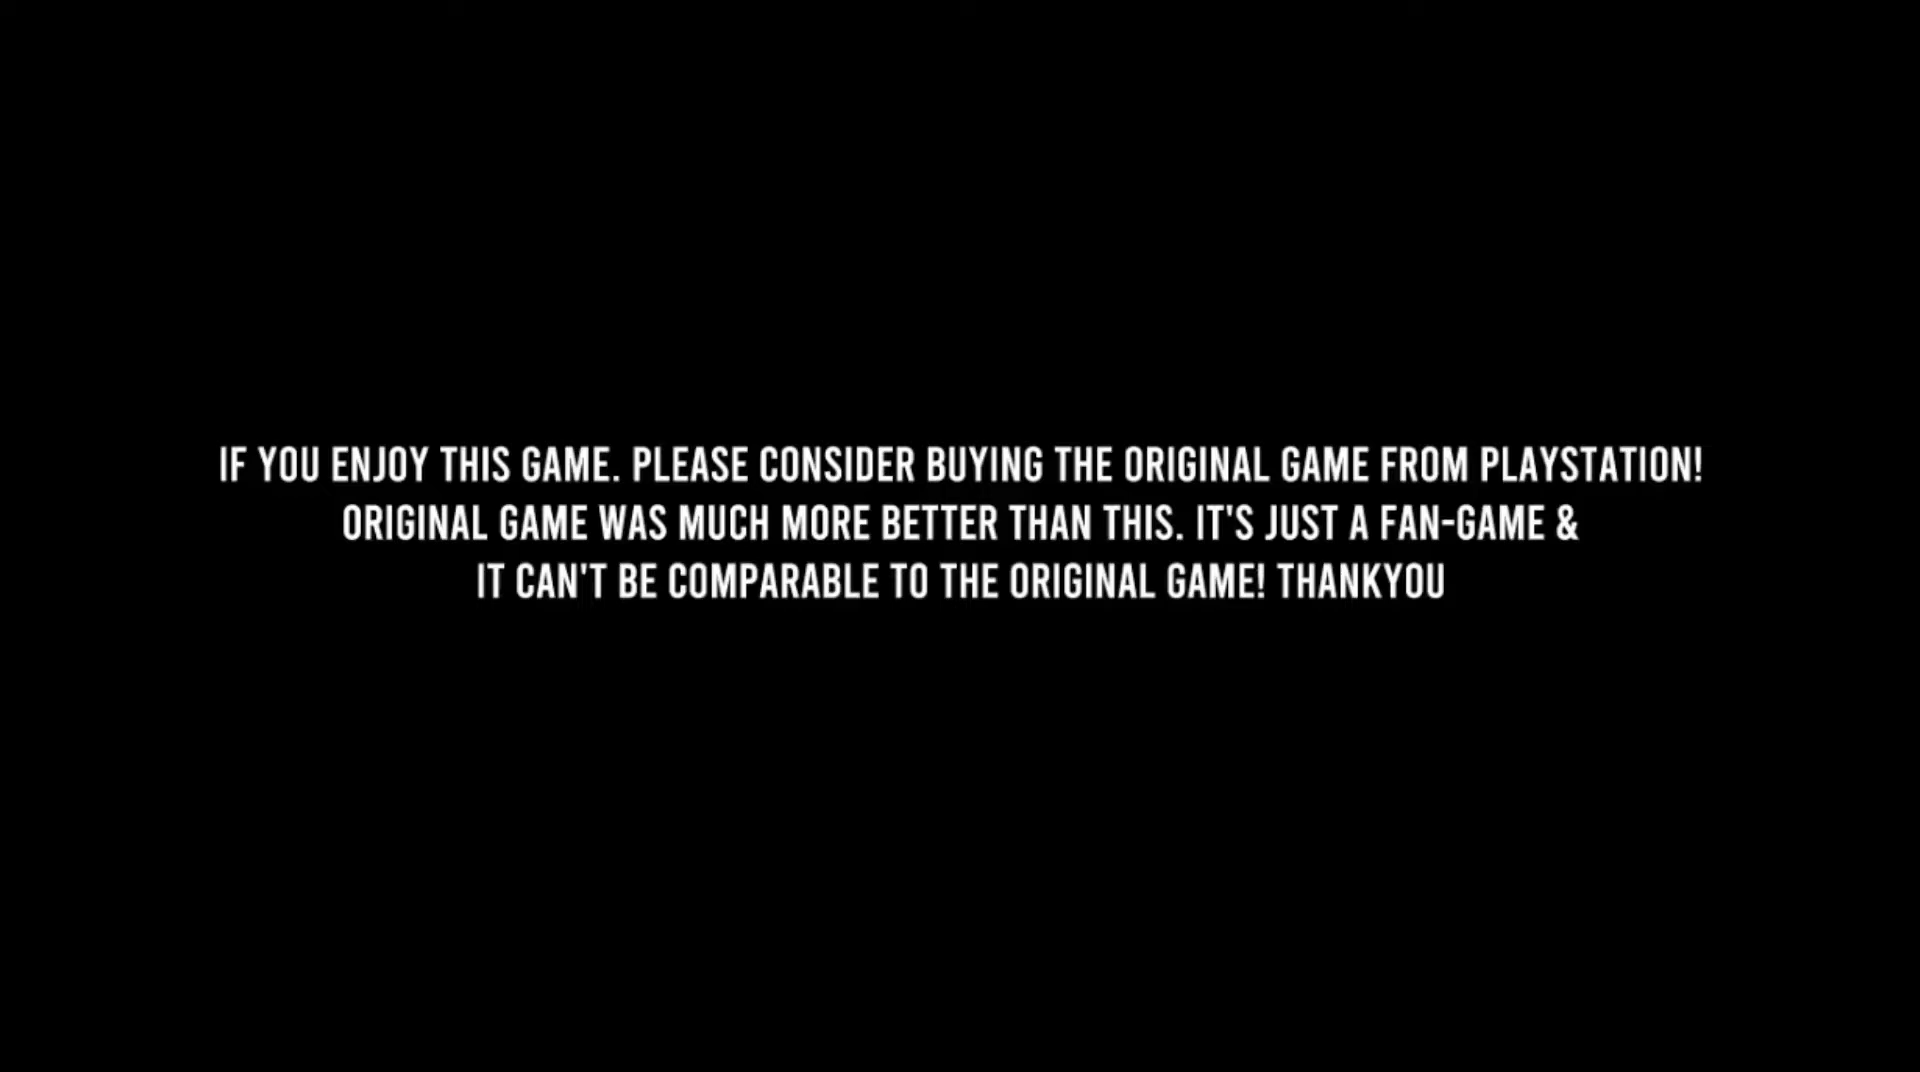 IF YOU ENJOY THIS GAME. PLEASE CONSIDER BUYING THE ORIGINAL GAME FROM PLAYSTATION!
ORIGINAL GAME WAS MUCH MORE BETTER THAN THIS. IT'S JUST A FAN-GAME &
IT CAN'T BE COMPARABLE TO THE ORIGINAL GAME! THANKYOU